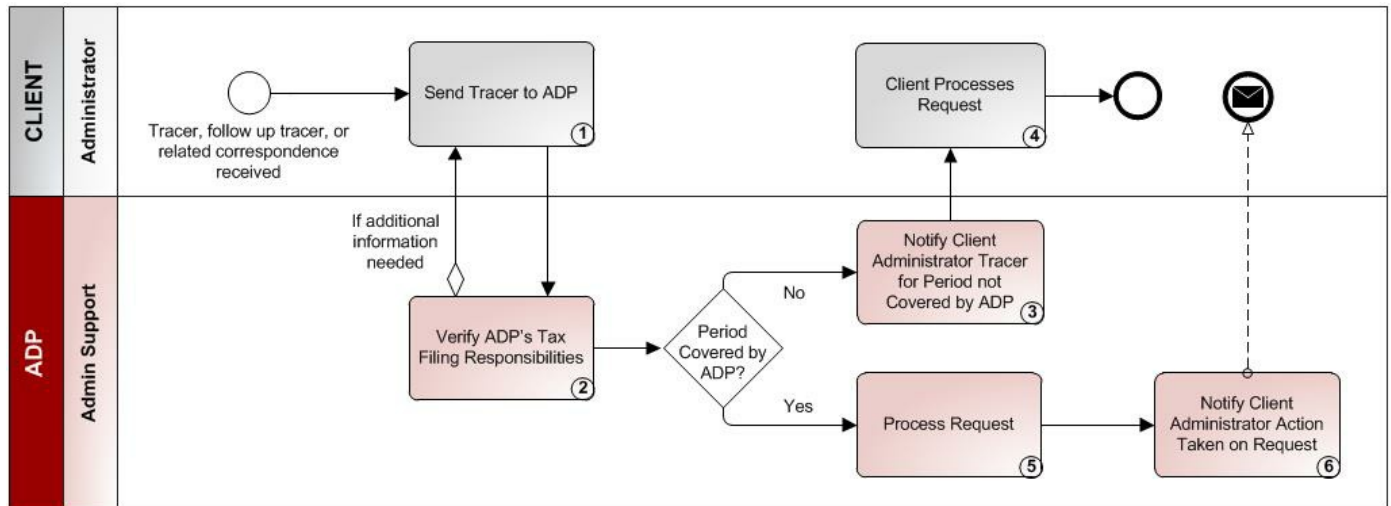 CLIENT
Administrator
Tracer, follow up tracer, or
related correspondence
received
Send Tracer to ADP
1
Client Processes
Request
4
ADP
Admin Support
If additional
information
needed
Verify ADP's Tax
Filing Responsibilities
2
Period
Covered by
ADP?
No
Notify Client
Administrator Tracer
for Period not
Covered by ADP
3
Yes
Process Request
5
Notify Client
Administrator Action
Taken on Request
6